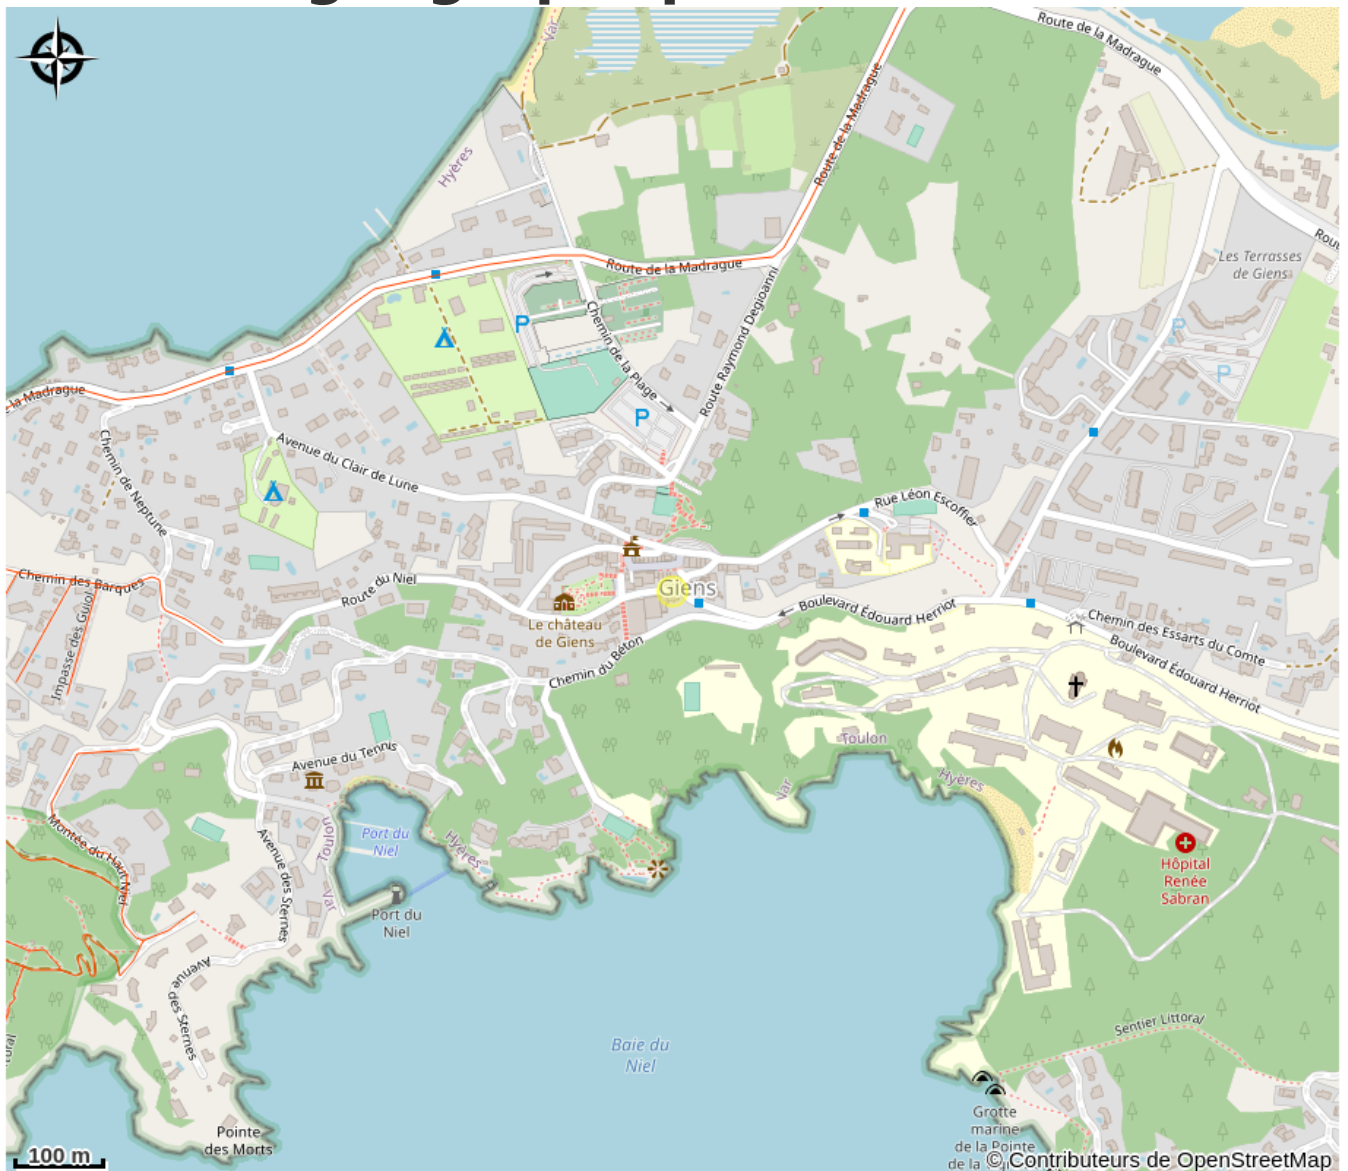 Route de la Madrague
Var
Route de la Madrague
Hyères
Les Terrasses
de Giens
Route de la Madrague
Chemin de la Plage
Route Raymond Degioanni
P
P
P
P
la Madrague
Avenue du Clair de Lune
Chemin de Neptune
Rue Léon Escoffier
Chemin des Barques
Route du Niel
Impasse des Guiol
Giens
Le château
de Giens
Boulevard Édouard Herriot
Chemin des Essarts du Comte
Boulevard Édouard Herriot
Chemin du Béton
Toulon
Hyères
Var
Avenue du Tennis
Port du
Niel
Hyères
Toulon
Var
Montée du Haut Niel
Avenue des Sternes
Port du
Niel
Hôpital
Renée
Sabran
Avenue des Sternes
Sentier Littoral
Baie du
Niel
Pointe
des Morts
Grotte
marine
de la Pointe
de la
100 m
© Contributeurs de OpenStreetMap